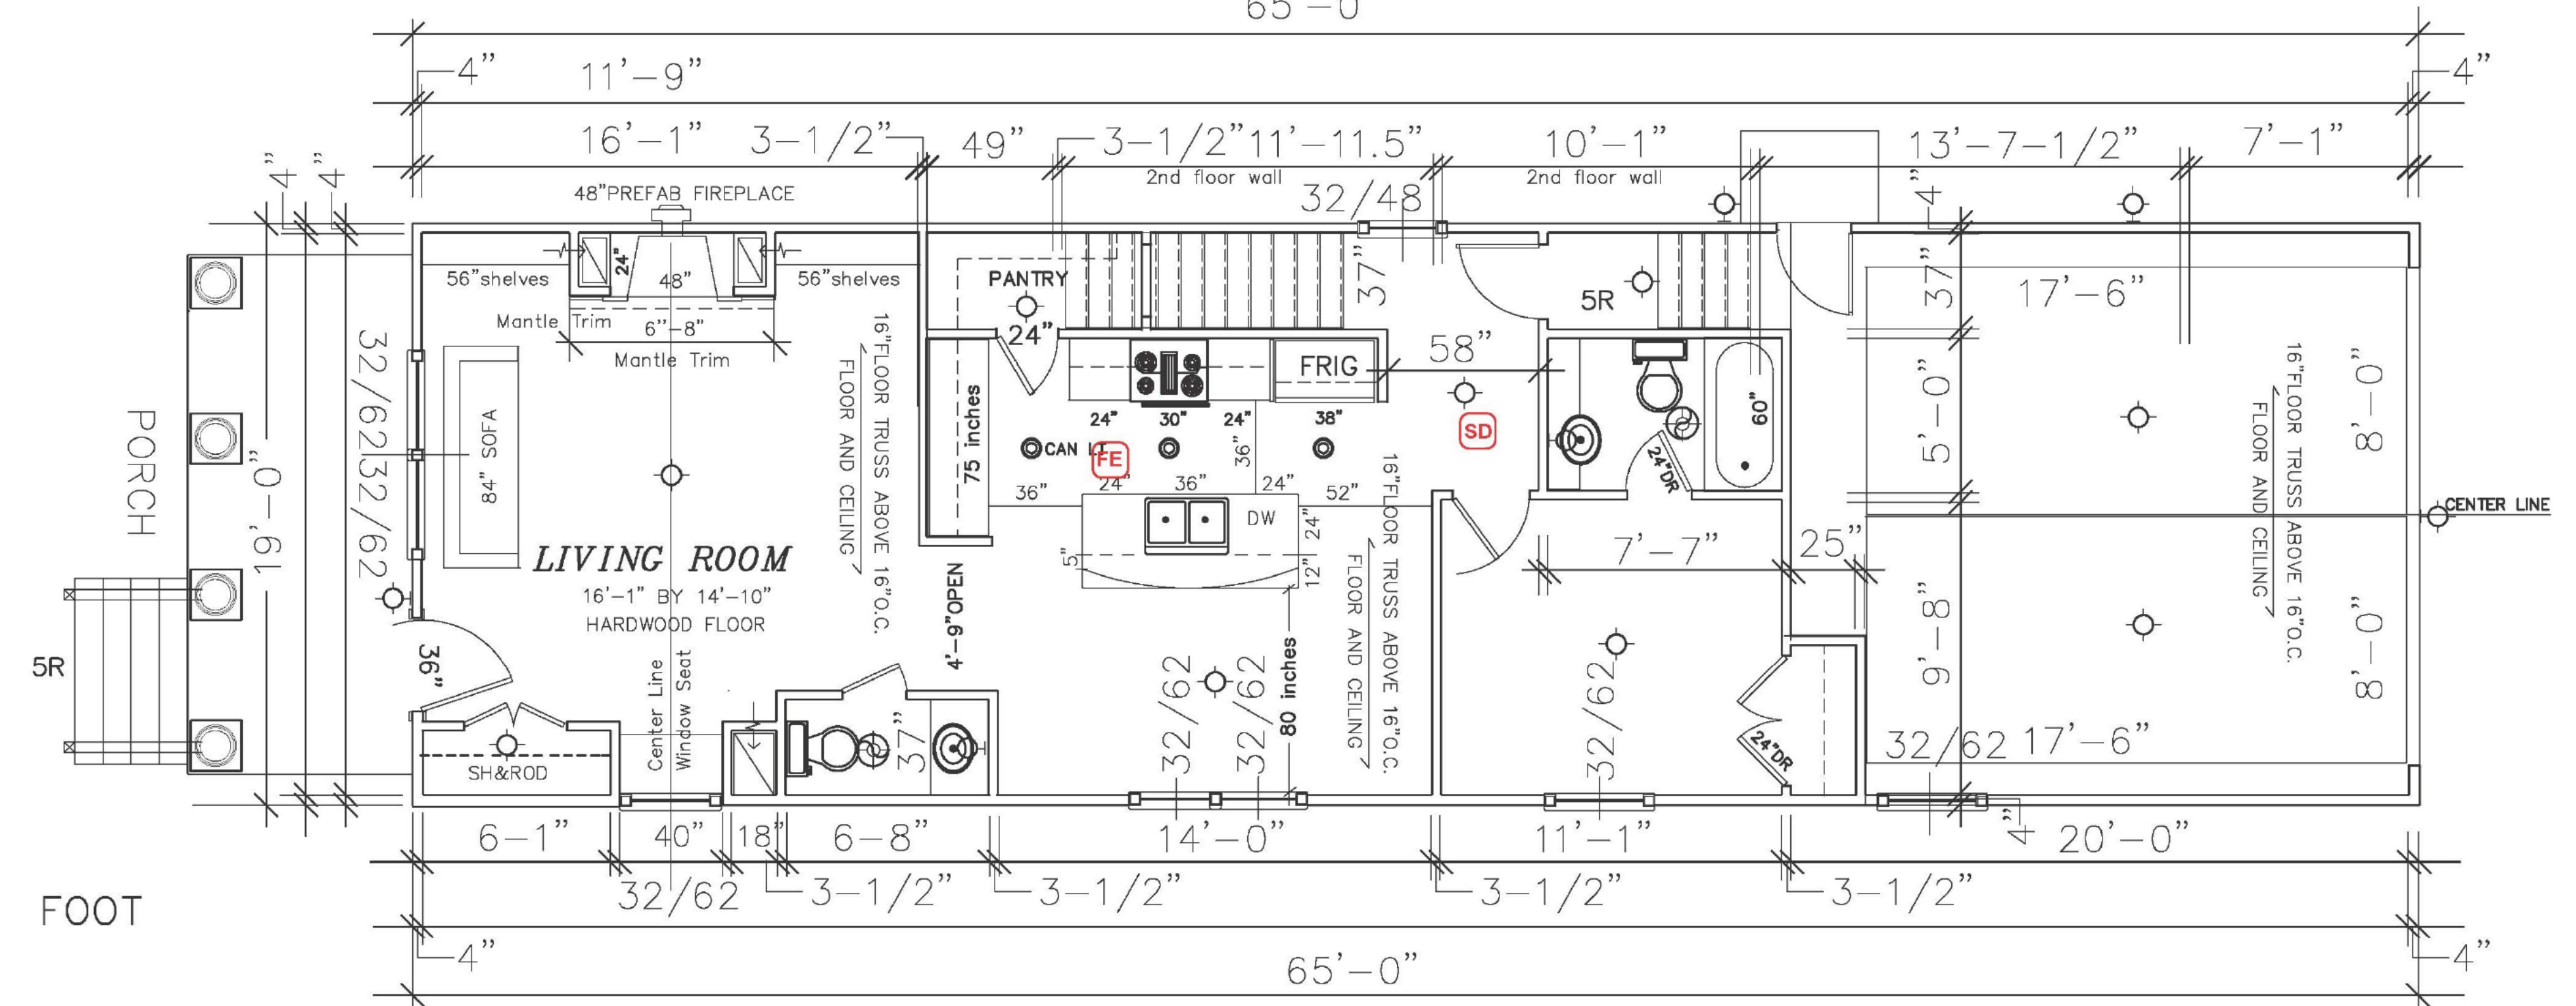 65'-0
4" 11'-9" 4"
16'-1" 3-1/2" 49" 3-1/2" 11'-11.5" 10'-1" 13'-7-1/2" 7'-1"
2nd floor wall 2nd floor wall
4" 4"
48"PREFAB FIREPLACE 32/48 4"
24" 48"
56"shelves 56"shelves
PANTRY 37" 5R 37" 17'-6"
Mantle Trim 6"-8"
Mantle Trim
24"
58"
FRIG
60"
5'-0"
8'-0"
PORCH
19'-0"
32/62 32/62
84" SOFA
16"FLOOR TRUSS ABOVE 16"O.C.
FLOOR AND CEILING
75 inches
24" 30" 24" 38"
CAN LT
FE
SD
36"
36" 24" 36" 24" 52"
24"DR
DW
24"
12"
5"
16"FLOOR TRUSS ABOVE 16"O.C.
FLOOR AND CEILING
16"FLOOR TRUSS ABOVE 16"O.C.
FLOOR AND CEILING
CENTER LINE
LIVING ROOM
16'-1" BY 14'-10"
HARDWOOD FLOOR
4'-9"OPEN
7'-7" 25"
9'-8"
8'-0"
5R
36"
Center Line
Window Seat
37"
32/62
32/62
80 inches
32/62
24"DR
32/62 17'-6"
SH&ROD
6-1" 40" 18" 6-8" 14'-0" 11'-1" 4" 20'-0"
32/62 3-1/2" 3-1/2" 3-1/2" 3-1/2"
FOOT
4" 4"
65'-0"